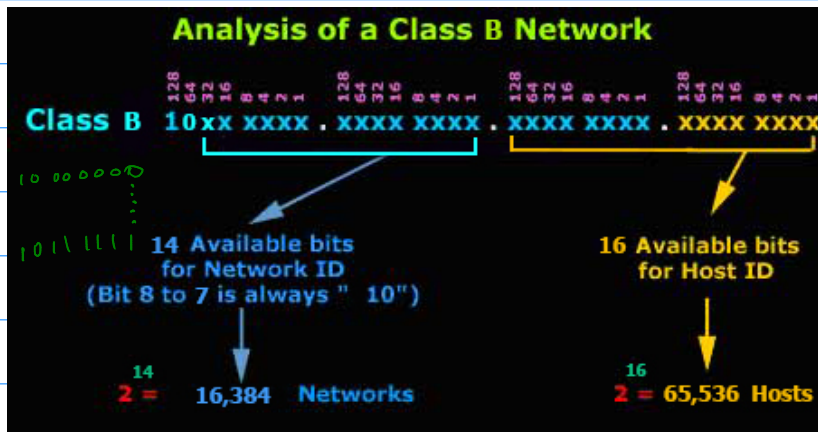 Analysis of a Class B Network
128 64 32 16 8 4 2 1 128 64 32 16 8 4 2 1 128 64 32 16 8 4 2 1 128 64 32 16 8 4 2 1
Class B 10xx xxxx . xxxx xxxx . xxxx xxxx . xxxx xxxx
10 000000
1011 1111
14 Available bits
for Network ID
(Bit 8 to 7 is always " 10")
16 Available bits
for Host ID
14
2 = 16,384 Networks
16
2 = 65,536 Hosts